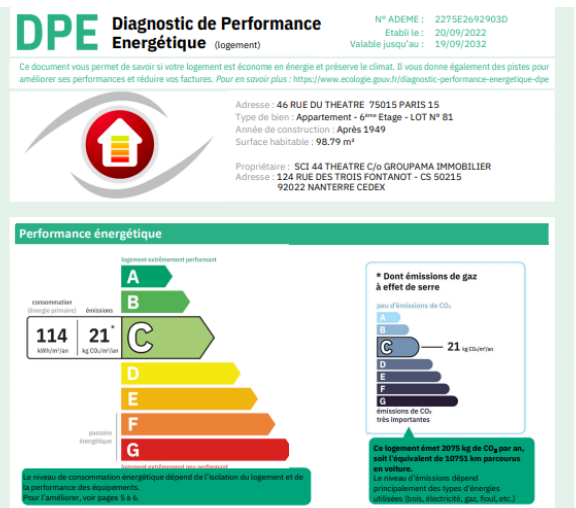 DPE
Diagnostic de Performance
Energétique (logement)
N° ADEME : 2275E2692903D
Etabli le : 20/09/2022
Valable jusqu'au : 19/09/2032
Ce document vous permet de savoir si votre logement est économe en énergie et préserve le climat. Il vous donne également des pistes pour
améliorer ses performances et réduire vos factures. Pour en savoir plus : https://www.ecologie.gouv.fr/diagnostic-performance-energetique-dpe
Adresse : 46 RUE DU THEATRE 75015 PARIS 15
Type de bien : Appartement - 6ème Etage - LOT N° 81
Année de construction : Après 1949
Surface habitable : 98.79 m²
Propriétaire : SCI 44 THEATRE C/o GROUPAMA IMMOBILIER
Adresse : 124 RUE DES TROIS FONTANOT - CS 50215
92022 NANTERRE CEDEX
Performance énergétique
logement extrêmement performant
A
B
consommation
(énergie primaire)
émissions
114
kWh/m²/an
21*
kg CO₂/m²/an
C
D
E
F
G
passoire
énergétique
logement extrêmement peu performant
Le niveau de consommation énergétique dépend de l'isolation du logement et de
la performance des équipements.
Pour l'améliorer, voir pages 5 à 6.
* Dont émissions de gaz
à effet de serre
peu d'émissions de CO₂
A
B
C
21 kg CO₂/m²/an
D
E
F
G
émissions de CO₂
très importantes
Ce logement émet 2075 kg de CO₂ par an,
soit l'équivalent de 10751 km parcourus
en voiture.
Le niveau d'émissions dépend
principalement des types d'énergies
utilisées (bois, électricité, gaz, fioul, etc.)